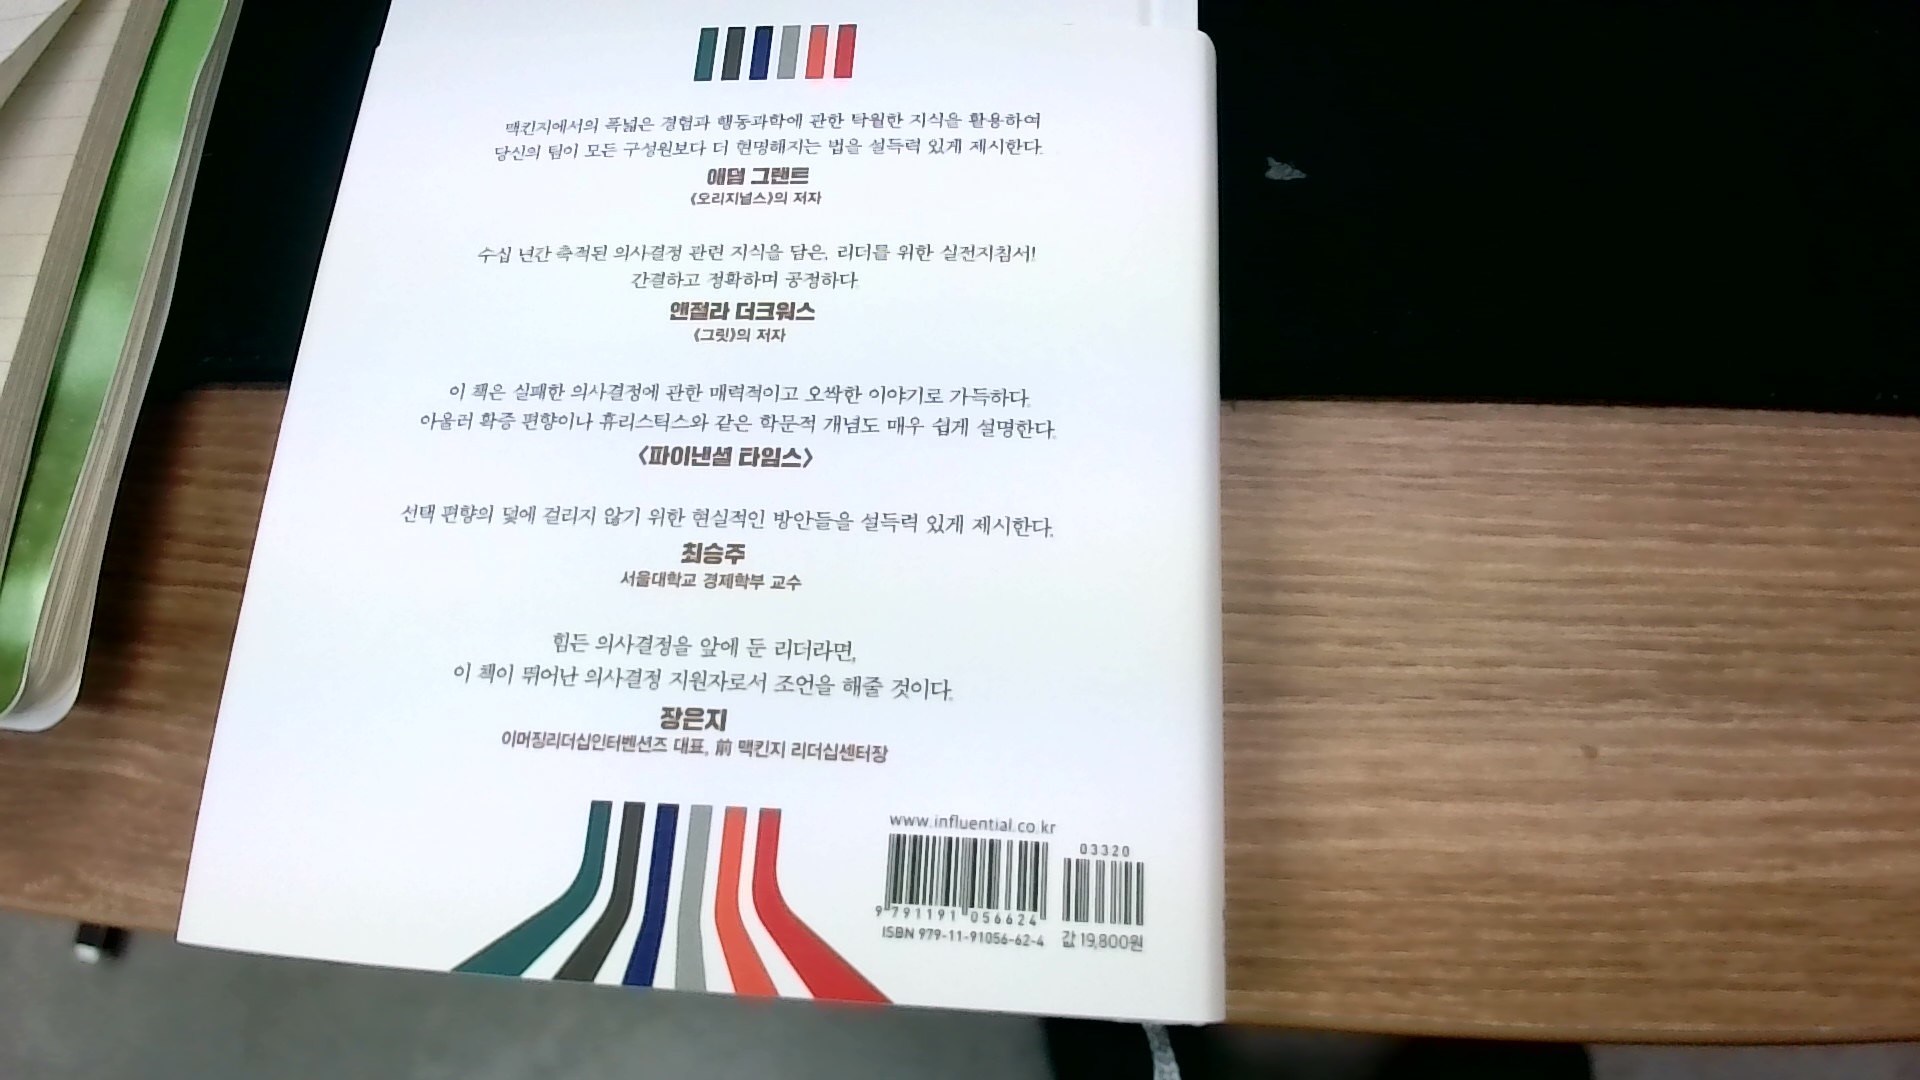 맥킨지에서의 폭넓은 경험과 행동과학에 관한 탁월한 지식을 활용하여
당신의 팀이 모든 구성원보다 더 현명해지는 법을 설득력 있게 제시한다.
애덤 그랜트
《오리지널스》의 저자
수십 년간 축적된 의사결정 관련 지식을 담은, 리더를 위한 실전지침서!
간결하고 정확하며 공정하다.
앤절라 더크워스
《그릿》의 저자
이 책은 실패한 의사결정에 관한 매력적이고 오싹한 이야기로 가득하다.
아울러 확증 편향이나 휴리스틱스와 같은 학문적 개념도 매우 쉽게 설명한다.
〈파이낸셜 타임스〉
선택 편향의 덫에 걸리지 않기 위한 현실적인 방안들을 설득력 있게 제시한다.
최승주
서울대학교 경제학부 교수
힘든 의사결정을 앞에 둔 리더라면,
이 책이 뛰어난 의사결정 지원자로서 조언을 해줄 것이다.
장은지
이머징리더십인터벤션즈 대표, 前 맥킨지 리더십센터장
www.influential.co.kr
03320
9 791191 056624
ISBN 979-11-91056-62-4
값 19,800원